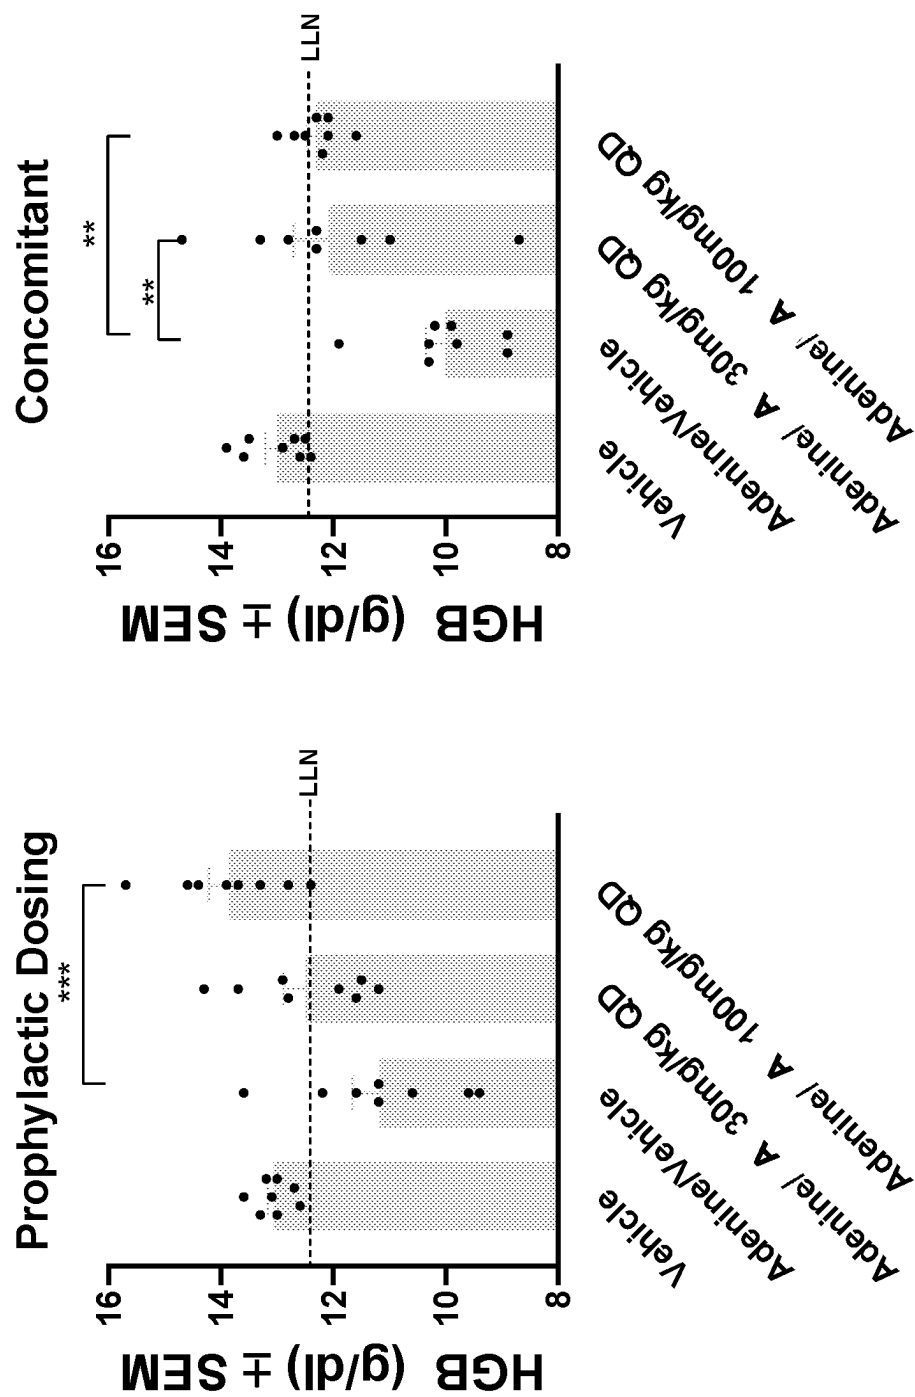 Prophylactic Dosing
***
HGB (g/dl) ± SEM
16
14
12
10
8
LLN
Vehicle
Adenine/Vehicle
Adenine/ A 30mg/kg QD
Adenine/ A 100mg/kg QD
Concomitant
**
**
HGB (g/dl) ± SEM
16
14
12
10
8
LLN
Vehicle
Adenine/Vehicle
Adenine/ A 30mg/kg QD
Adenine/ A 100mg/kg QD